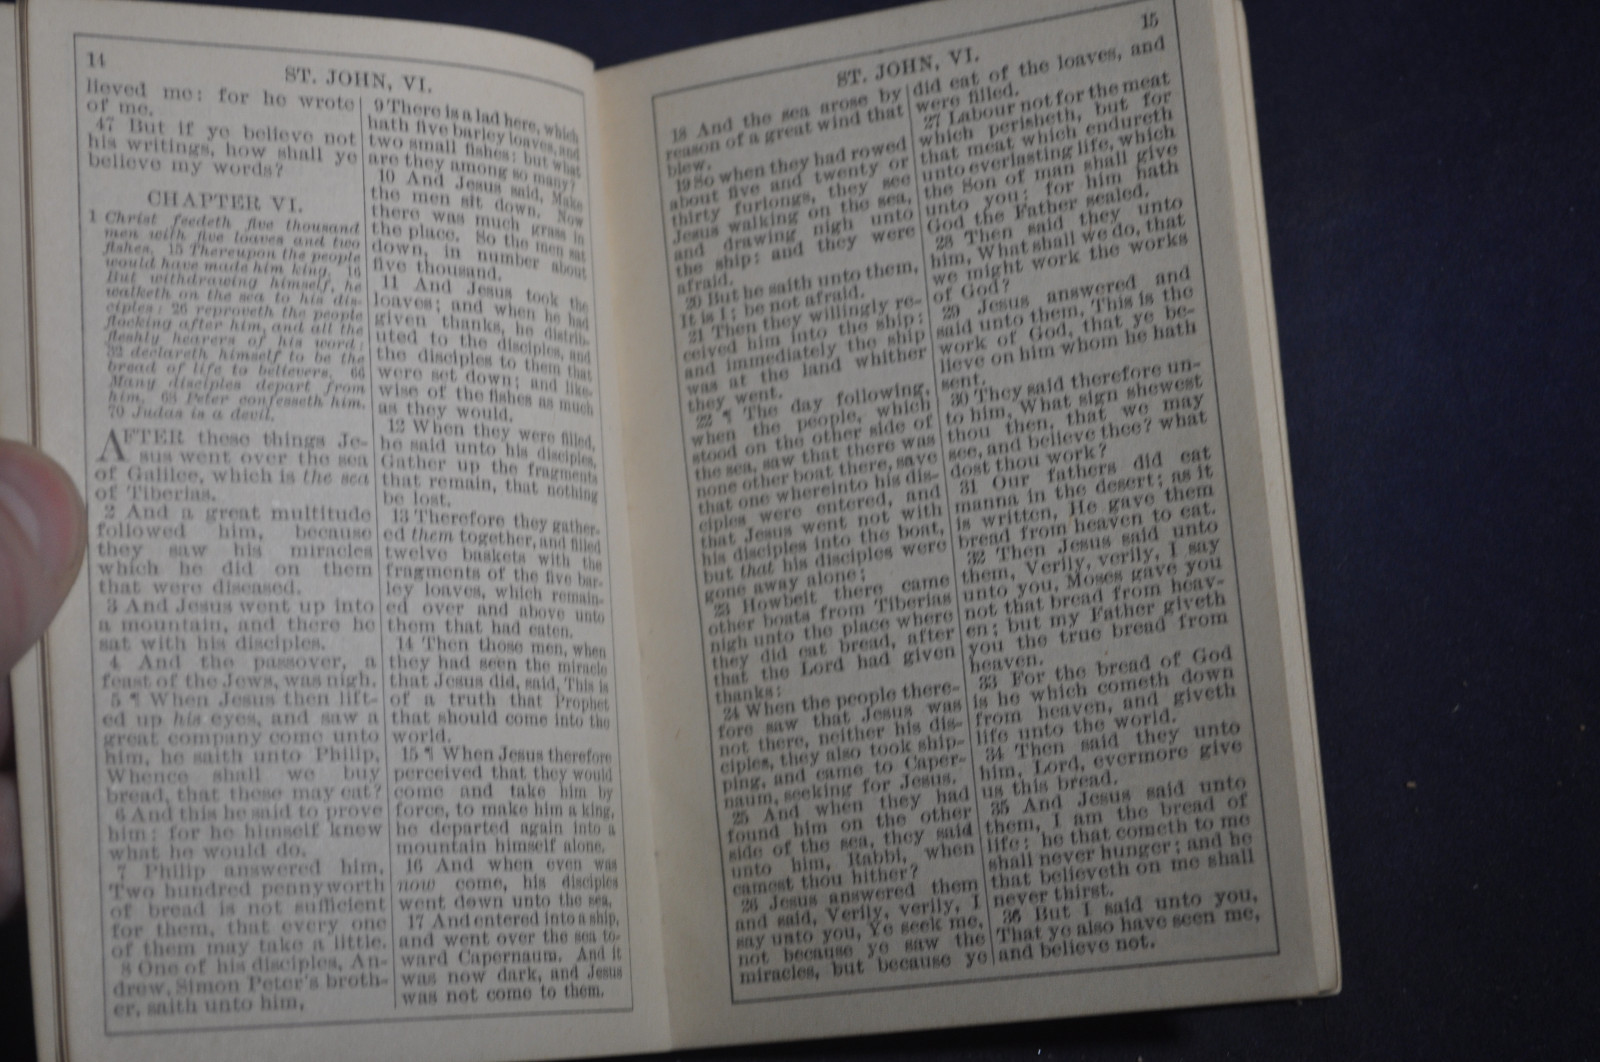 14
ST. JOHN, VI.
lieved me: for he wrote
of me.
47 But if ye believe not
his writings, how shall ye
believe my words?
CHAPTER VI.
1 Christ feedeth five thousand
men with five loaves and two
fishes. 15 Thereupon the people
would have made him king. 16
But withdrawing himself, he
walketh on the sea to his dis-
ciples: 26 reproveth the people
flocking after him, and all the
fleshly hearers of his word:
32 declareth himself to be the
bread of life to believers. 66
Many disciples depart from
him. 68 Peter confesseth him.
70 Judas is a devil.
AFTER these things Je-
sus went over the sea
of Galilee, which is the sea
of Tiberias.
2 And a great multitude
followed him, because
they saw his miracles
which he did on them
that were diseased.
3 And Jesus went up into
a mountain, and there he
sat with his disciples.
4 And the passover, a
feast of the Jews, was nigh.
5 ¶ When Jesus then lift-
ed up his eyes, and saw a
great company come unto
him, he saith unto Philip,
Whence shall we buy
bread, that these may eat?
6 And this he said to prove
him: for he himself knew
what he would do.
7 Philip answered him,
Two hundred pennyworth
of bread is not sufficient
for them, that every one
of them may take a little.
8 One of his disciples, An-
drew, Simon Peter's broth-
er, saith unto him,
9 There is a lad here, which
hath five barley loaves, and
two small fishes: but what
are they among so many?
10 And Jesus said, Make
the men sit down. Now
there was much grass in
the place. So the men sat
down, in number about
five thousand.
11 And Jesus took the
loaves; and when he had
given thanks, he distrib-
uted to the disciples, and
the disciples to them that
were set down; and like-
wise of the fishes as much
as they would.
12 When they were filled,
he said unto his disciples,
Gather up the fragments
that remain, that nothing
be lost.
13 Therefore they gather-
ed them together, and filled
twelve baskets with the
fragments of the five bar-
ley loaves, which remain-
ed over and above unto
them that had eaten.
14 Then those men, when
they had seen the miracle
that Jesus did, said, This is
of a truth that Prophet
that should come into the
world.
15 ¶ When Jesus therefore
perceived that they would
come and take him by
force, to make him a king,
he departed again into a
mountain himself alone.
16 And when even was
now come, his disciples
went down unto the sea,
17 And entered into a ship,
and went over the sea to-
ward Capernaum. And it
was now dark, and Jesus
was not come to them.
15
ST. JOHN, VI.
18 And the sea arose by
reason of a great wind that
blew.
19 So when they had rowed
about five and twenty or
thirty furlongs, they see
Jesus walking on the sea,
and drawing nigh unto
the ship: and they were
afraid.
20 But he saith unto them,
It is I; be not afraid.
21 Then they willingly re-
ceived him into the ship:
and immediately the ship
was at the land whither
they went.
22 ¶ The day following,
when the people, which
stood on the other side of
the sea, saw that there was
none other boat there, save
that one whereinto his dis-
ciples were entered, and
that Jesus went not with
his disciples into the boat,
but that his disciples were
gone away alone;
23 Howbeit there came
other boats from Tiberias
nigh unto the place where
they did eat bread, after
that the Lord had given
thanks:
24 When the people there-
fore saw that Jesus was
not there, neither his dis-
ciples, they also took ship-
ping, and came to Caper-
naum, seeking for Jesus.
25 And when they had
found him on the other
side of the sea, they said
unto him, Rabbi, when
camest thou hither?
26 Jesus answered them
and said, Verily, verily, I
say unto you, Ye seek me,
not because ye saw the
miracles, but because ye
did eat of the loaves, and
were filled.
27 Labour not for the meat
which perisheth, but for
that meat which endureth
unto everlasting life, which
the Son of man shall give
unto you: for him hath
God the Father sealed.
28 Then said they unto
him, What shall we do, that
we might work the works
of God?
29 Jesus answered and
said unto them, This is the
work of God, that ye be-
lieve on him whom he hath
sent.
30 They said therefore un-
to him, What sign shewest
thou then, that we may
see, and believe thee? what
dost thou work?
31 Our fathers did eat
manna in the desert; as it
is written, He gave them
bread from heaven to eat.
32 Then Jesus said unto
them, Verily, verily, I say
unto you, Moses gave you
not that bread from heav-
en; but my Father giveth
you the true bread from
heaven.
33 For the bread of God
is he which cometh down
from heaven, and giveth
life unto the world.
34 Then said they unto
him, Lord, evermore give
us this bread.
35 And Jesus said unto
them, I am the bread of
life: he that cometh to me
shall never hunger; and he
that believeth on me shall
never thirst.
36 But I said unto you,
That ye also have seen me,
and believe not.